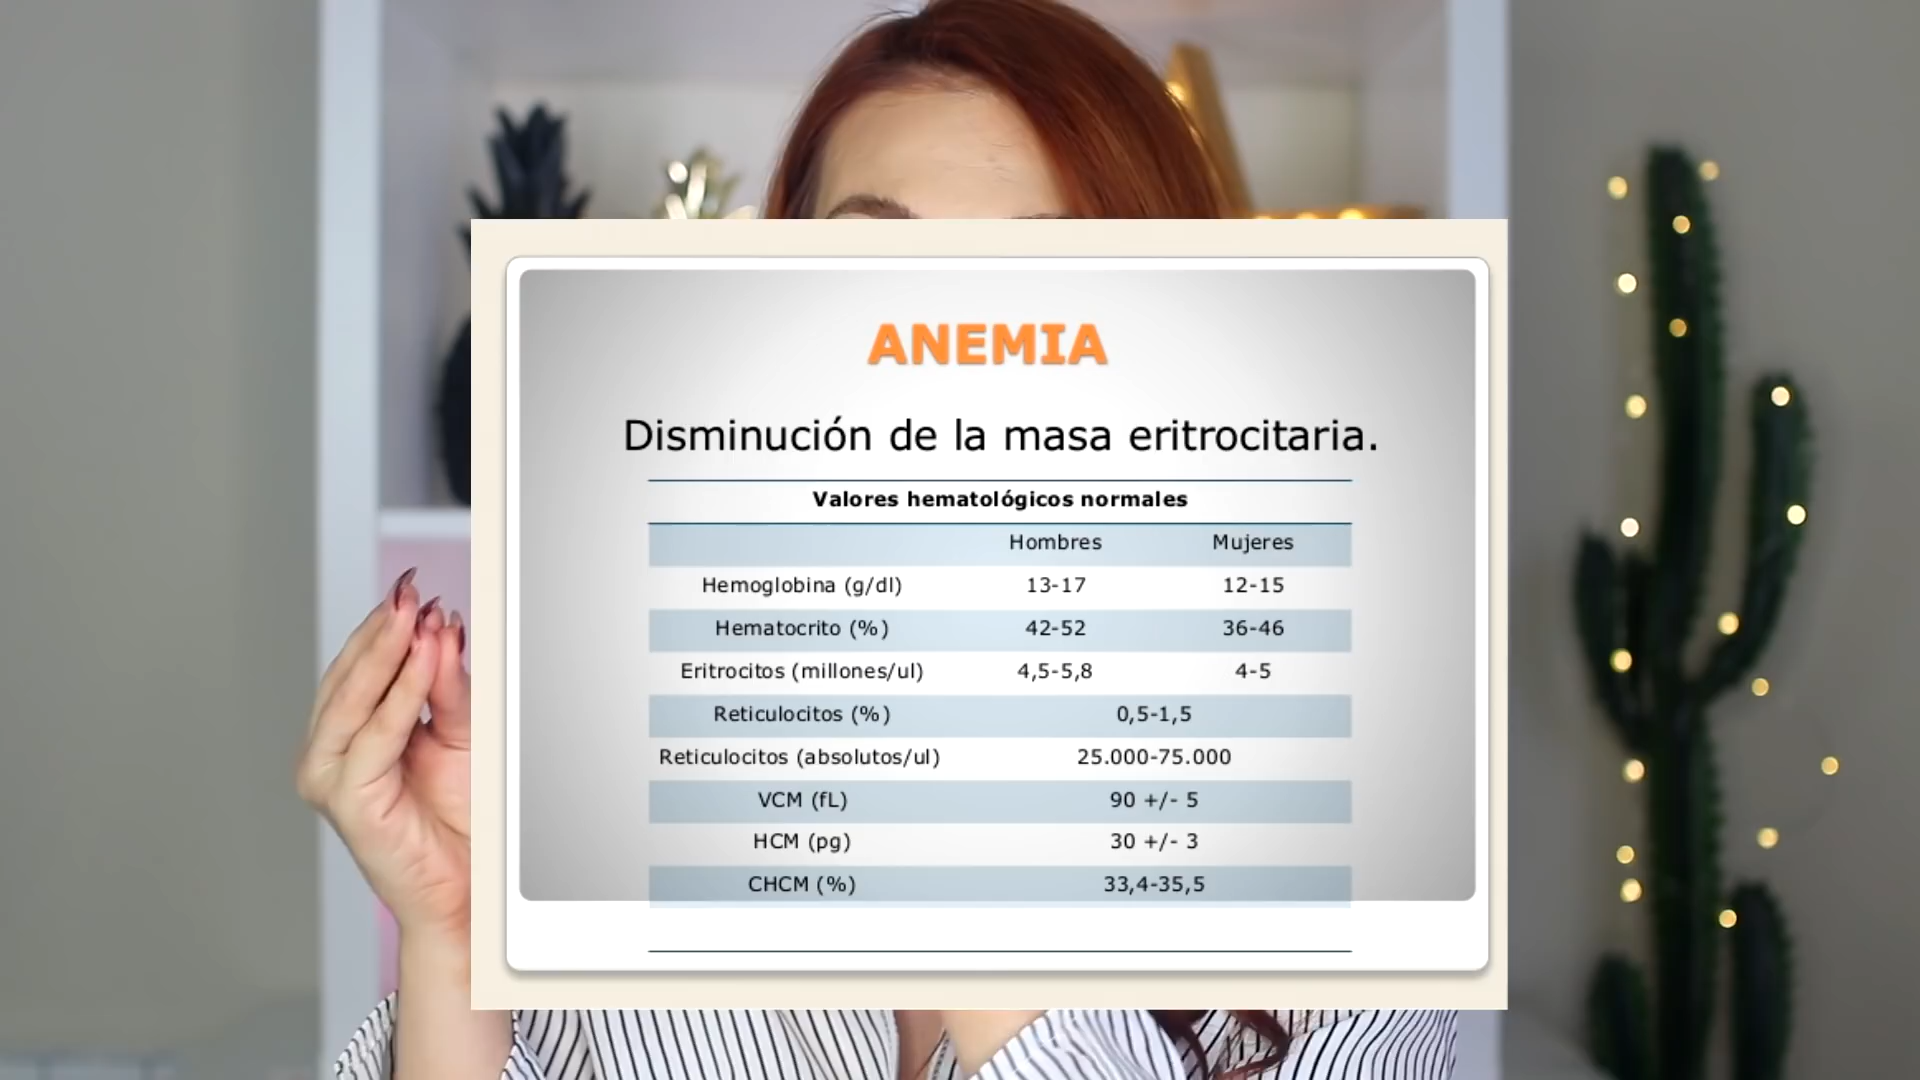 ANEMIA
Disminución de la masa eritrocitaria.
Valores hematológicos normales
Hombres Mujeres
Hemoglobina (g/dl) 13-17 12-15
Hematocrito (%) 42-52 36-46
Eritrocitos (millones/ul) 4,5-5,8 4-5
Reticulocitos (%) 0,5-1,5
Reticulocitos (absolutos/ul) 25.000-75.000
VCM (fL) 90 +/- 5
HCM (pg) 30 +/- 3
CHCM (%) 33,4-35,5